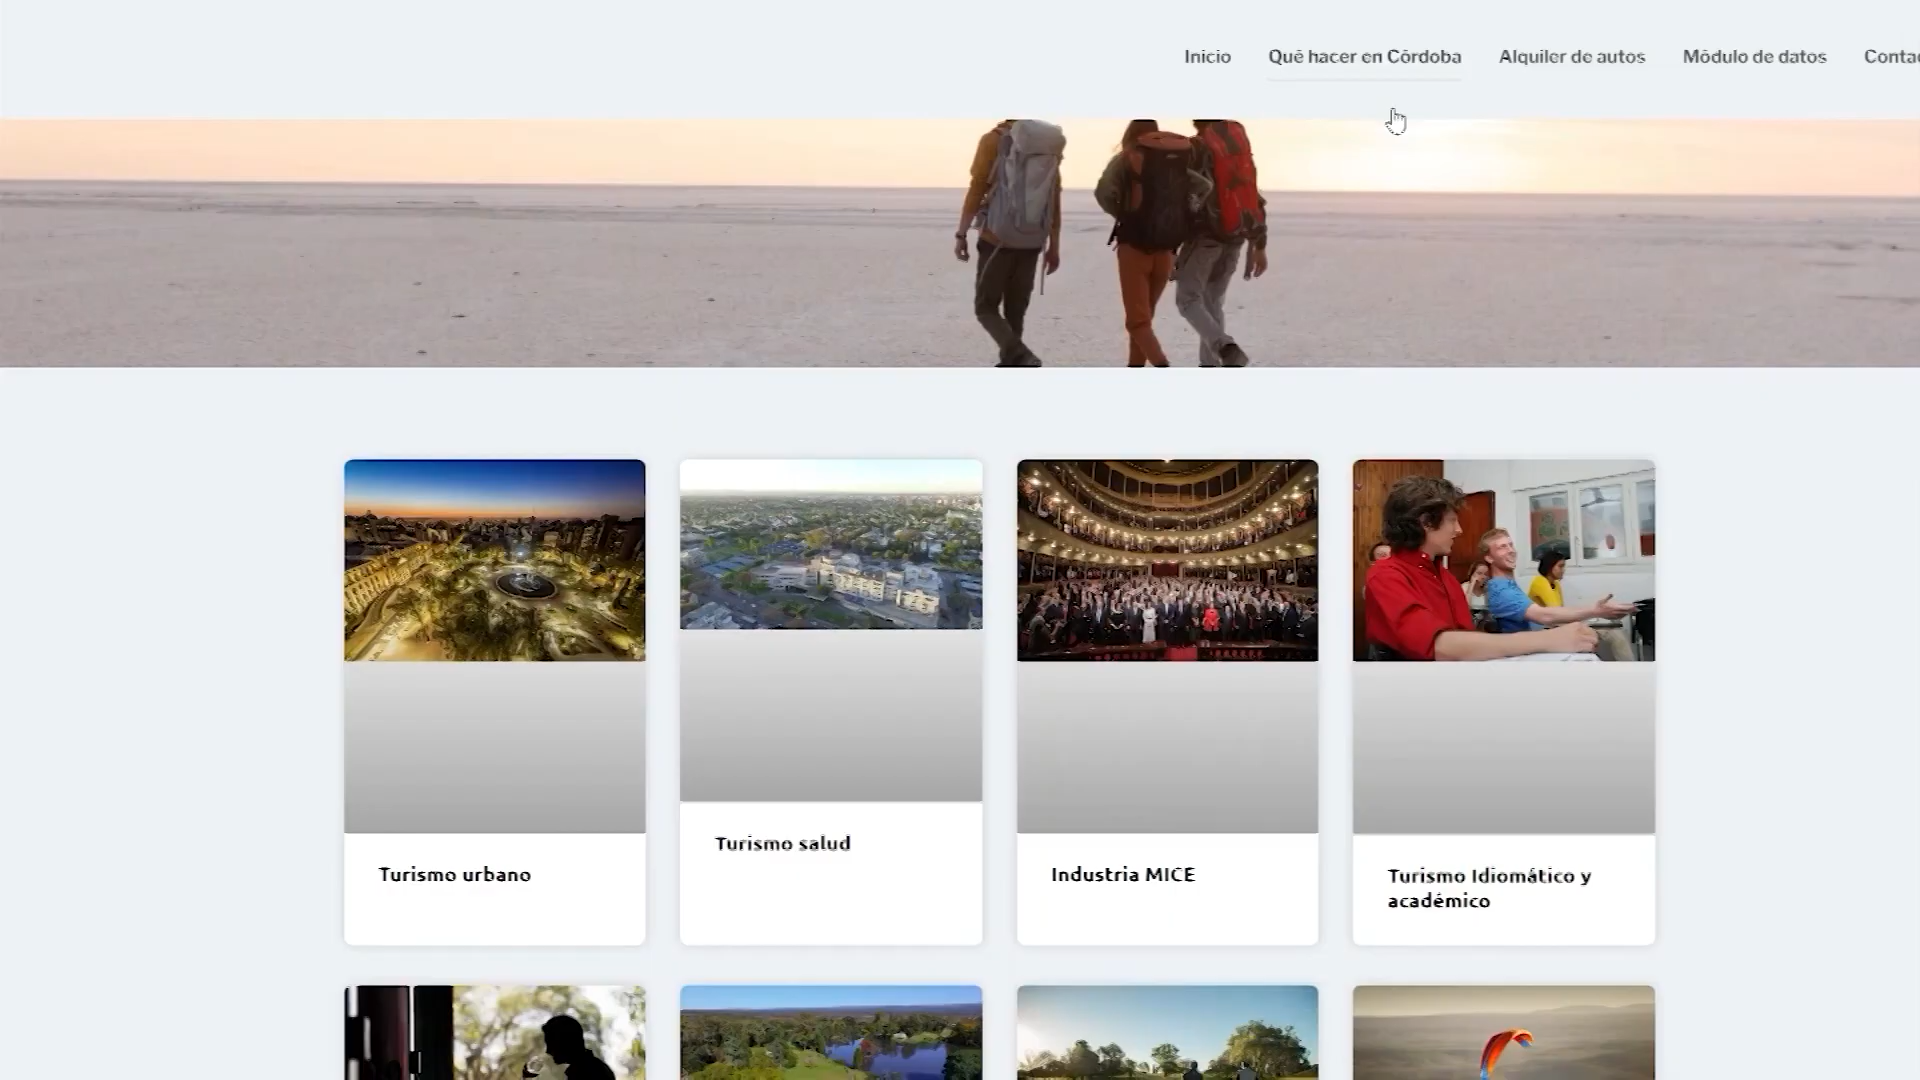 Inicio
Qué hacer en Córdoba
Alquiler de autos
Módulo de datos
Turismo urbano
Turismo salud
Industria MICE
Turismo Idiomático y
académico